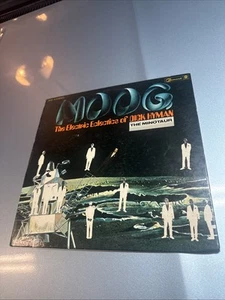 MOOG
The Electric Eclectics of DICK HYMAN
THE MINOTAUR